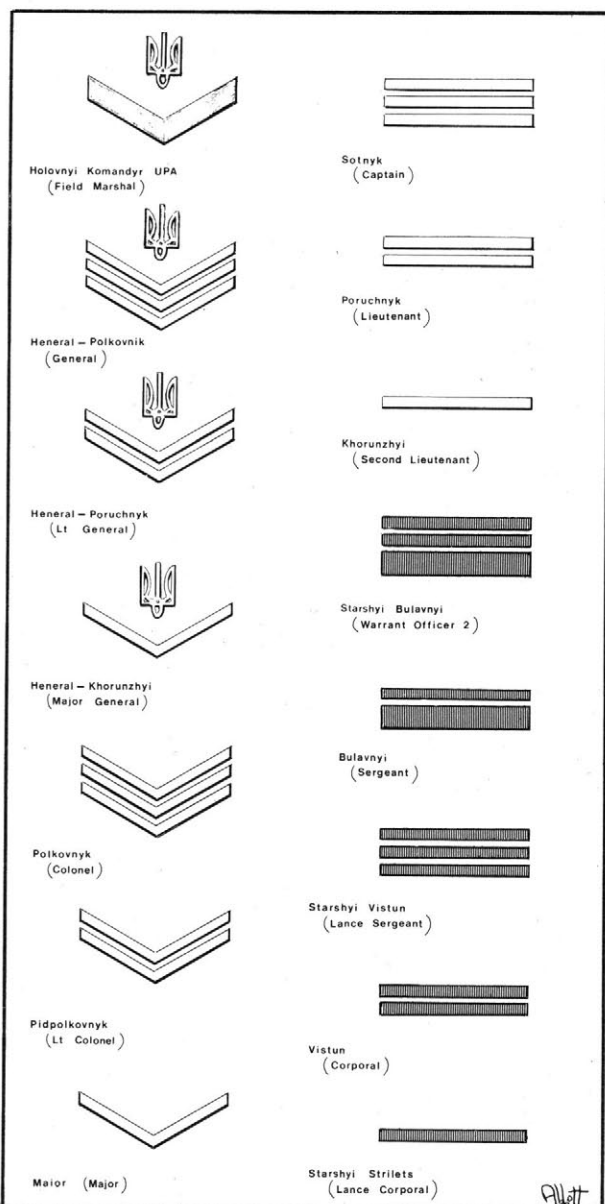 Holovnyi Komandyr UPA
(Field Marshal)
Heneral – Polkovnik
(General)
Heneral – Poruchnyk
(Lt General)
Heneral – Khorunzhyi
(Major General)
Polkovnyk
(Colonel)
Pidpolkovnyk
(Lt Colonel)
Maior (Major)
Sotnyk
(Captain)
Poruchnyk
(Lieutenant)
Khorunzhyi
(Second Lieutenant)
Starshyi Bulavnyi
(Warrant Officer 2)
Bulavnyi
(Sergeant)
Starshyi Vistun
(Lance Sergeant)
Vistun
(Corporal)
Starshyi Strilets
(Lance Corporal)
Abbott